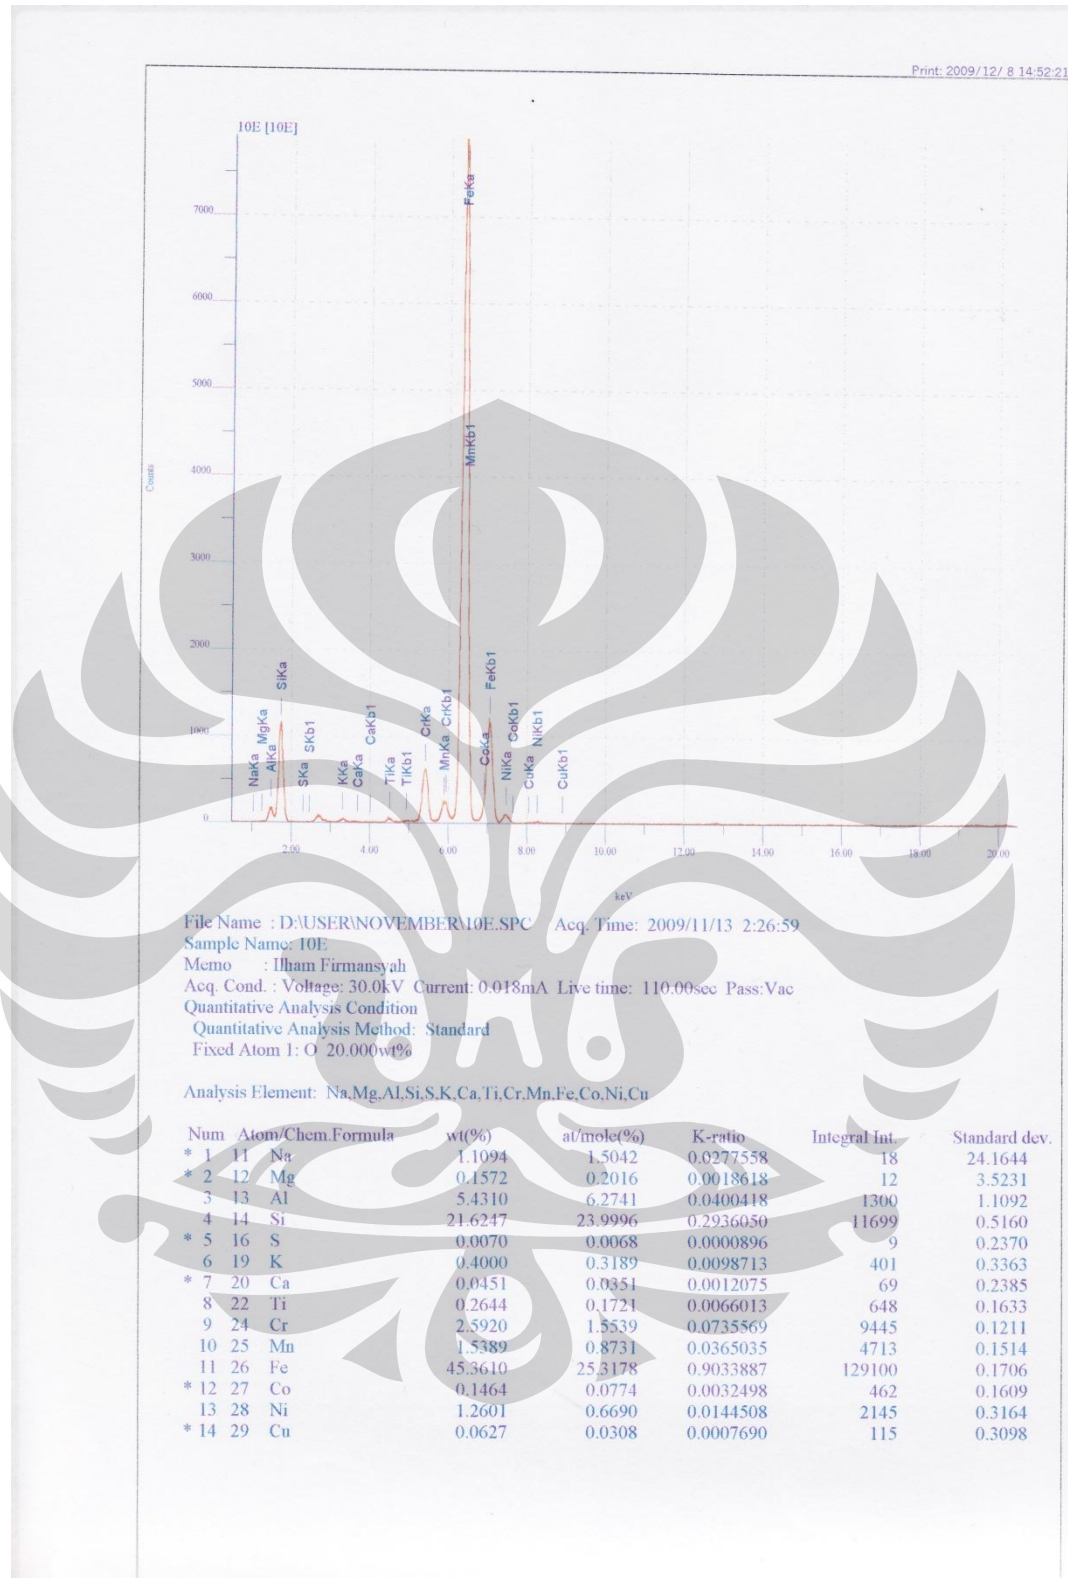 Print: 2009/12/ 8 14:52:21
10E [10E]
7000
6000
5000
4000
3000
2000
1000
0
Counts
FeKa
MnKb1
NaKa
MgKa
AlKa
SiKa
SKa
SKb1
KKa
CaKa
CaKb1
TiKa
TiKb1
CrKa
MnKa
CrKb1
CoKa
FeKb1
NiKa
CoKb1
CuKa
NiKb1
CuKb1
2.00 4.00 6.00 8.00 10.00 12.00 14.00 16.00 18.00 20.00
keV
File Name : D:\USER\NOVEMBER\10E.SPC Acq. Time: 2009/11/13 2:26:59
Sample Name: 10E
Memo : Ilham Firmansyah
Acq. Cond. : Voltage: 30.0kV Current: 0.018mA Live time: 110.00sec Pass:Vac
Quantitative Analysis Condition
Quantitative Analysis Method: Standard
Fixed Atom 1: O 20.000wt%
Analysis Element: Na,Mg,Al,Si,S,K,Ca,Ti,Cr,Mn,Fe,Co,Ni,Cu
Num Atom/Chem.Formula wt(%) at/mole(%) K-ratio Integral Int. Standard dev.
* 1 11 Na 1.1094 1.5042 0.0277558 18 24.1644
* 2 12 Mg 0.1572 0.2016 0.0018618 12 3.5231
3 13 Al 5.4310 6.2741 0.0400418 1300 1.1092
4 14 Si 21.6247 23.9996 0.2936050 11699 0.5160
* 5 16 S 0.0070 0.0068 0.0000896 9 0.2370
6 19 K 0.4000 0.3189 0.0098713 401 0.3363
* 7 20 Ca 0.0451 0.0351 0.0012075 69 0.2385
8 22 Ti 0.2644 0.1721 0.0066013 648 0.1633
9 24 Cr 2.5920 1.5539 0.0735569 9445 0.1211
10 25 Mn 1.5389 0.8731 0.0365035 4713 0.1514
11 26 Fe 45.3610 25.3178 0.9033887 129100 0.1706
* 12 27 Co 0.1464 0.0774 0.0032498 462 0.1609
13 28 Ni 1.2601 0.6690 0.0144508 2145 0.3164
* 14 29 Cu 0.0627 0.0308 0.0007690 115 0.3098